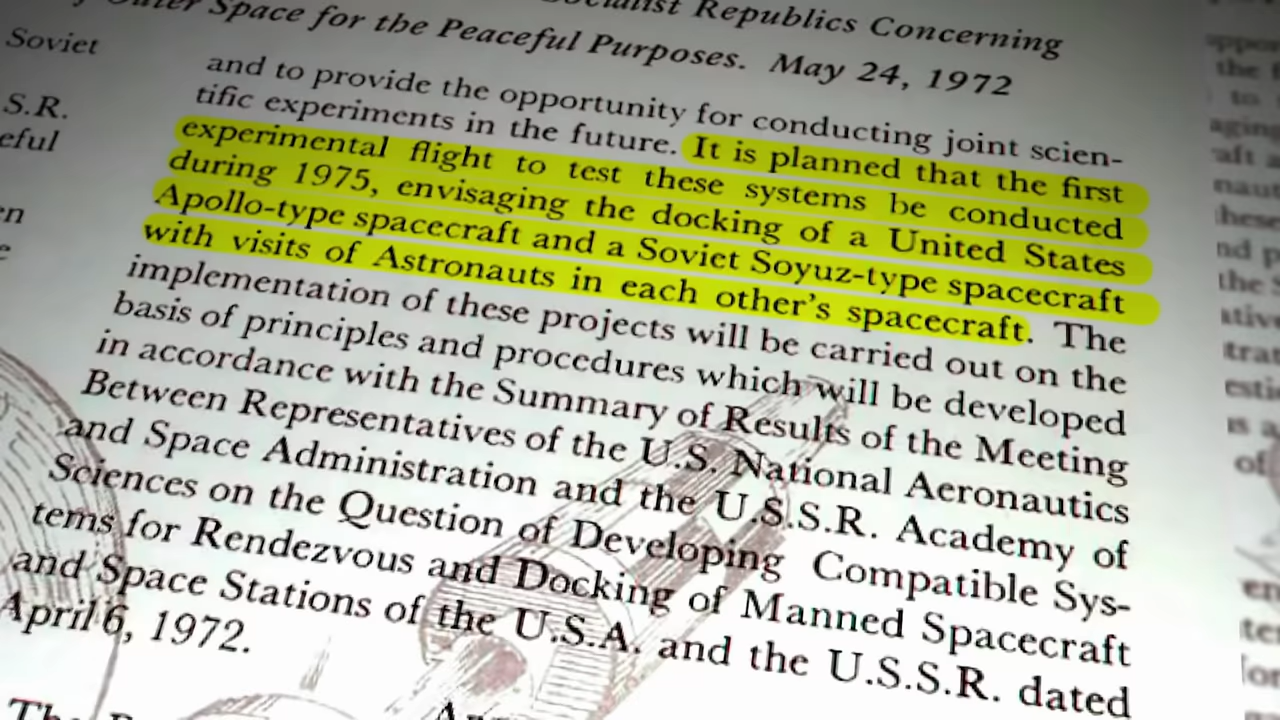 Socialist Republics Concerning
Outer Space for the Peaceful Purposes. May 24, 1972
Soviet
S.R.
eful
en
e
and to provide the opportunity for conducting joint scien-
tific experiments in the future. It is planned that the first
experimental flight to test these systems be conducted
during 1975, envisaging the docking of a United States
Apollo-type spacecraft and a Soviet Soyuz-type spacecraft
with visits of Astronauts in each other's spacecraft. The
implementation of these projects will be carried out on the
basis of principles and procedures which will be developed
in accordance with the Summary of Results of the Meeting
Between Representatives of the U.S. National Aeronautics
and Space Administration and the U.S.S.R. Academy of
Sciences on the Question of Developing Compatible Sys-
tems for Rendezvous and Docking of Manned Spacecraft
and Space Stations of the U.S.A. and the U.S.S.R. dated
April 6, 1972.